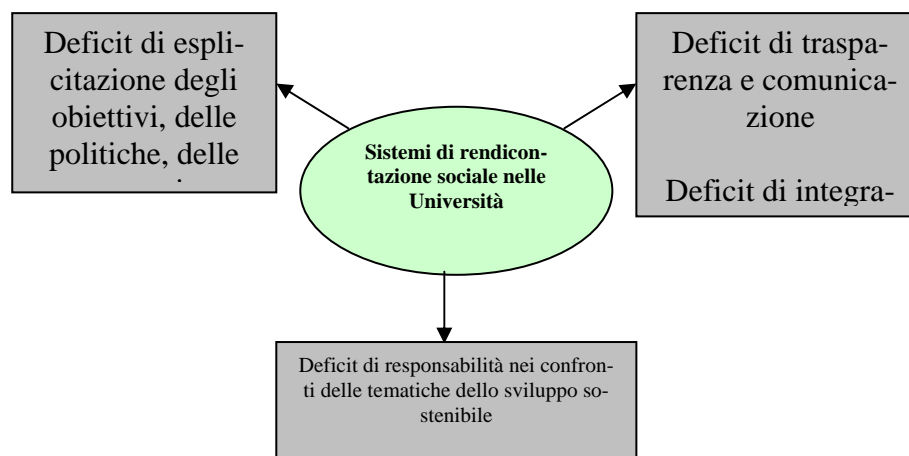 Deficit di espli-
citazione degli
obiettivi, delle
politiche, delle
Deficit di traspa-
renza e comunica-
zione
Deficit di integra-
Sistemi di rendicon-
tazione sociale nelle
Università
Deficit di responsabilità nei confron-
ti delle tematiche dello sviluppo so-
stenibile